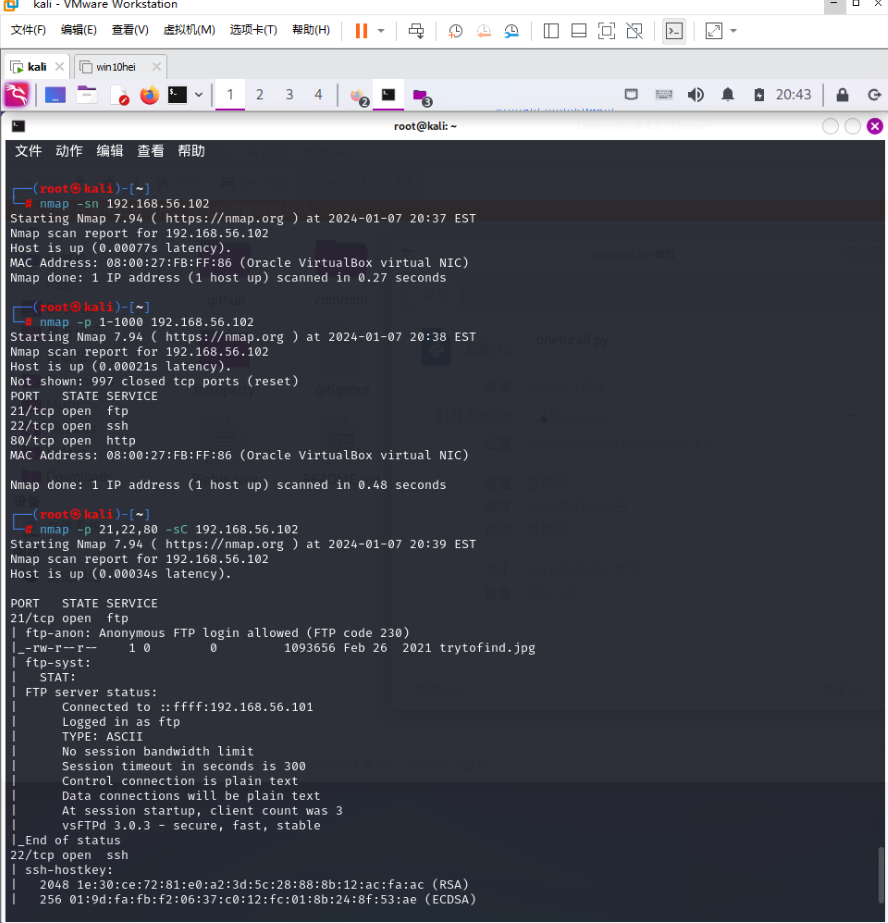 kali - VMware Workstation
文件(F) 编辑(E) 查看(V) 虚拟机(M) 选项卡(T) 帮助(H)
kali win10hei
1 2 3 4 2 3 20:43
root@kali: ~
文件 动作 编辑 查看 帮助
┌──(root㉿kali)-[~]
└─# nmap -sn 192.168.56.102
Starting Nmap 7.94 ( https://nmap.org ) at 2024-01-07 20:37 EST
Nmap scan report for 192.168.56.102
Host is up (0.00077s latency).
MAC Address: 08:00:27:FB:FF:86 (Oracle VirtualBox virtual NIC)
Nmap done: 1 IP address (1 host up) scanned in 0.27 seconds
┌──(root㉿kali)-[~]
└─# nmap -p 1-1000 192.168.56.102
Starting Nmap 7.94 ( https://nmap.org ) at 2024-01-07 20:38 EST
Nmap scan report for 192.168.56.102
Host is up (0.00021s latency).
Not shown: 997 closed tcp ports (reset)
PORT   STATE SERVICE
21/tcp open  ftp
22/tcp open  ssh
80/tcp open  http
MAC Address: 08:00:27:FB:FF:86 (Oracle VirtualBox virtual NIC)
Nmap done: 1 IP address (1 host up) scanned in 0.48 seconds
┌──(root㉿kali)-[~]
└─# nmap -p 21,22,80 -sC 192.168.56.102
Starting Nmap 7.94 ( https://nmap.org ) at 2024-01-07 20:39 EST
Nmap scan report for 192.168.56.102
Host is up (0.00034s latency).
PORT   STATE SERVICE
21/tcp open  ftp
| ftp-anon: Anonymous FTP login allowed (FTP code 230)
|_-rw-r--r--    1 0        0         1093656 Feb 26  2021 trytofind.jpg
| ftp-syst:
|   STAT:
| FTP server status:
|      Connected to ::ffff:192.168.56.101
|      Logged in as ftp
|      TYPE: ASCII
|      No session bandwidth limit
|      Session timeout in seconds is 300
|      Control connection is plain text
|      Data connections will be plain text
|      At session startup, client count was 3
|      vsFTPd 3.0.3 - secure, fast, stable
|_End of status
22/tcp open  ssh
| ssh-hostkey:
|   2048 1e:30:ce:72:81:e0:a2:3d:5c:28:88:8b:12:ac:fa:ac (RSA)
|   256 01:9d:fa:fb:f2:06:37:c0:12:fc:01:8b:24:8f:53:ae (ECDSA)